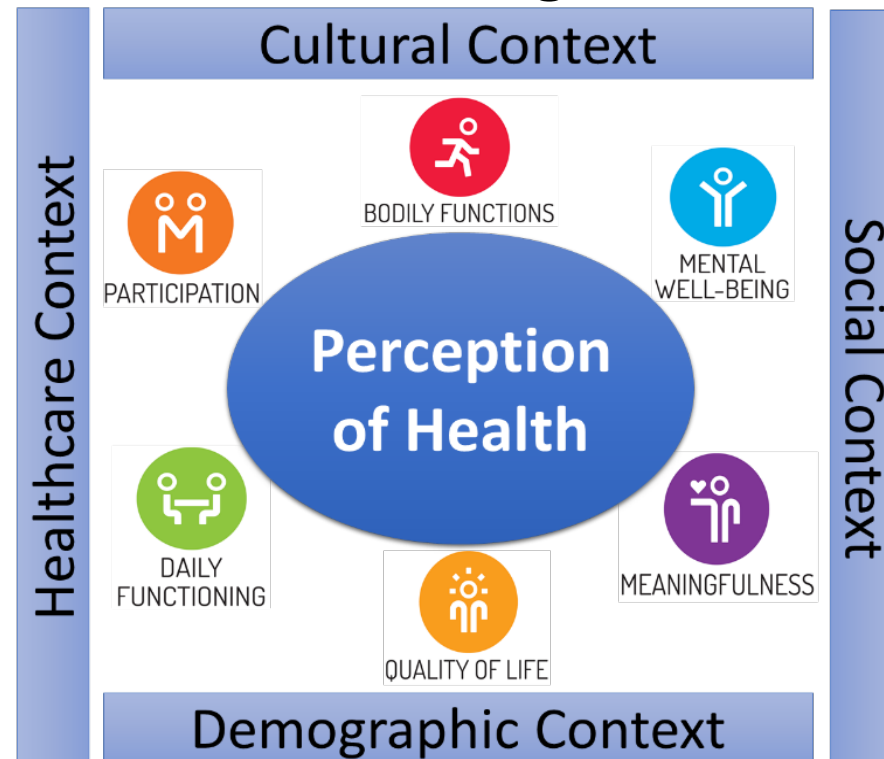 Cultural Context
Healthcare Context
Social Context
BODILY FUNCTIONS
PARTICIPATION
MENTAL
WELL-BEING
Perception
of Health
DAILY
FUNCTIONING
MEANINGFULNESS
QUALITY OF LIFE
Demographic Context